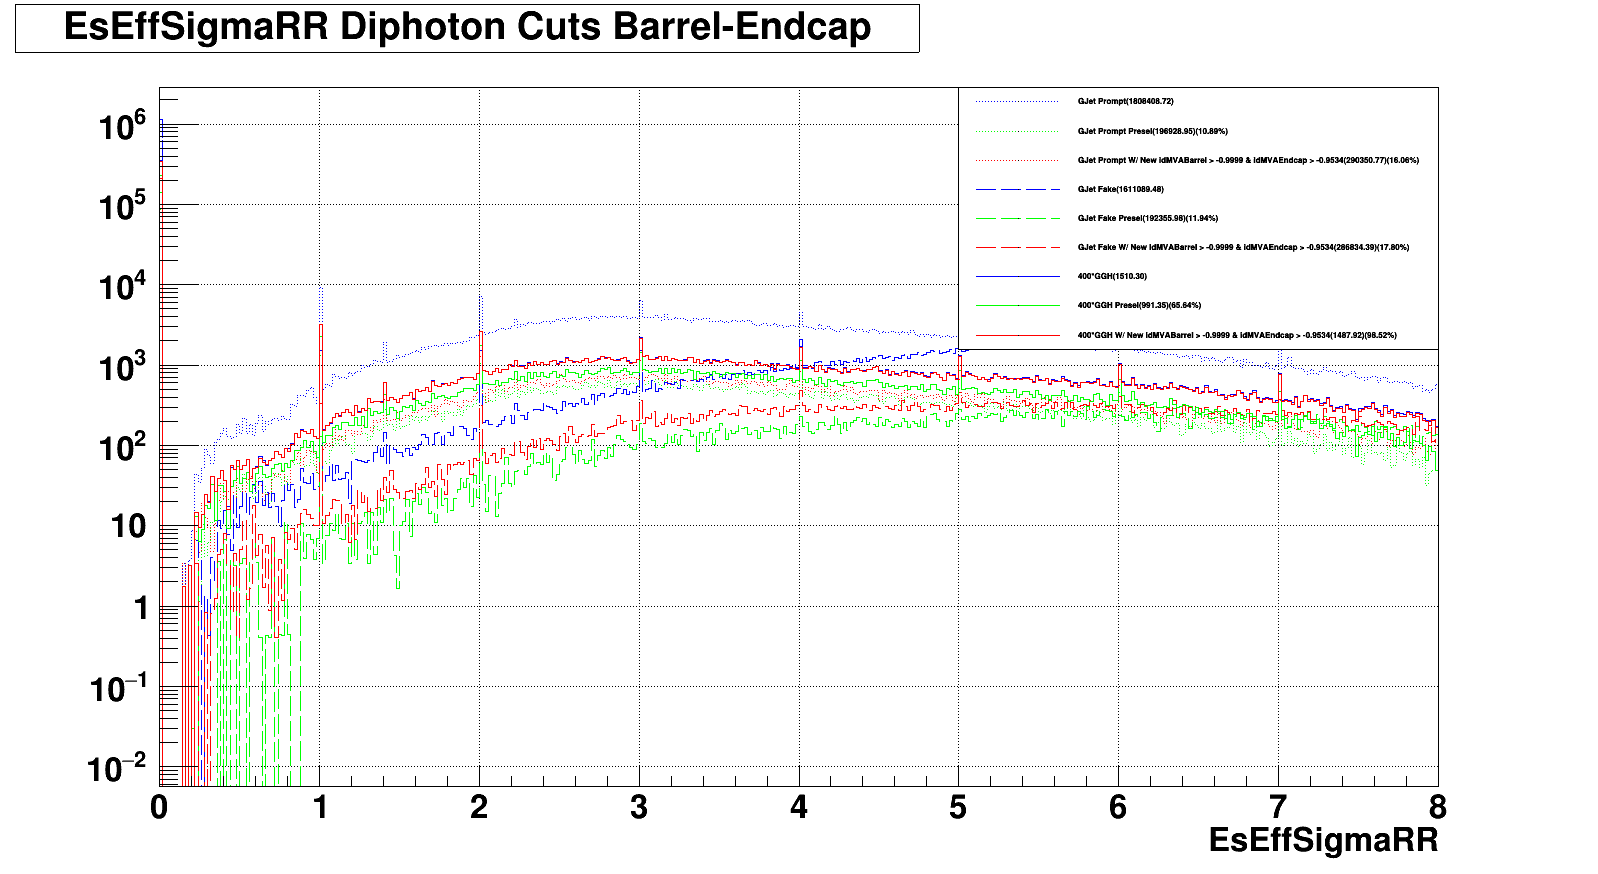 EsEffSigmaRR Diphoton Cuts Barrel-Endcap
GJet Prompt(1808408.72)
GJet Prompt Presel(196928.95)(10.89%)
GJet Prompt W/ New idMVABarrel > -0.9999 & idMVAEndcap > -0.9534(290350.77)(16.06%)
GJet Fake(1611089.48)
GJet Fake Presel(192355.98)(11.94%)
GJet Fake W/ New idMVABarrel > -0.9999 & idMVAEndcap > -0.9534(286834.39)(17.80%)
400*GGH(1510.30)
400*GGH Presel(991.35)(65.64%)
400*GGH W/ New idMVABarrel > -0.9999 & idMVAEndcap > -0.9534(1487.92)(98.52%)
10⁶
10⁵
10⁴
10³
10²
10
1
10⁻¹
10⁻²
0 1 2 3 4 5 6 7 8
EsEffSigmaRR